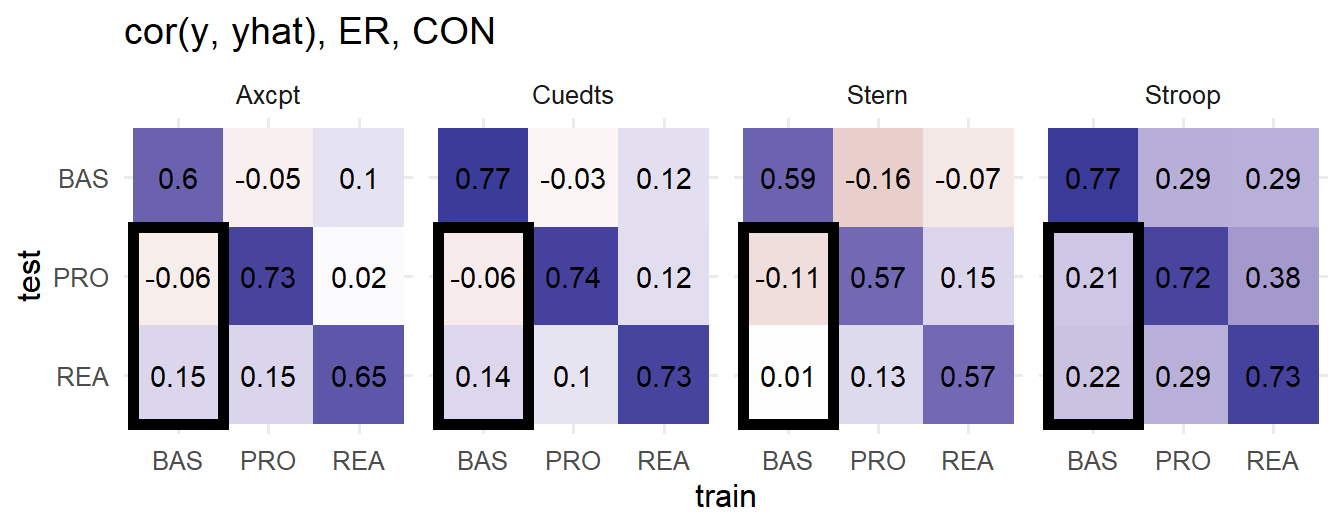 cor(y, yhat), ER, CON
Axcpt Cuedts Stern Stroop
BAS 0.6 -0.05 0.1 0.77 -0.03 0.12 0.59 -0.16 -0.07 0.77 0.29 0.29
test
PRO -0.06 0.73 0.02 -0.06 0.74 0.12 -0.11 0.57 0.15 0.21 0.72 0.38
REA 0.15 0.15 0.65 0.14 0.1 0.73 0.01 0.13 0.57 0.22 0.29 0.73
BAS PRO REA BAS PRO REA BAS PRO REA BAS PRO REA
train